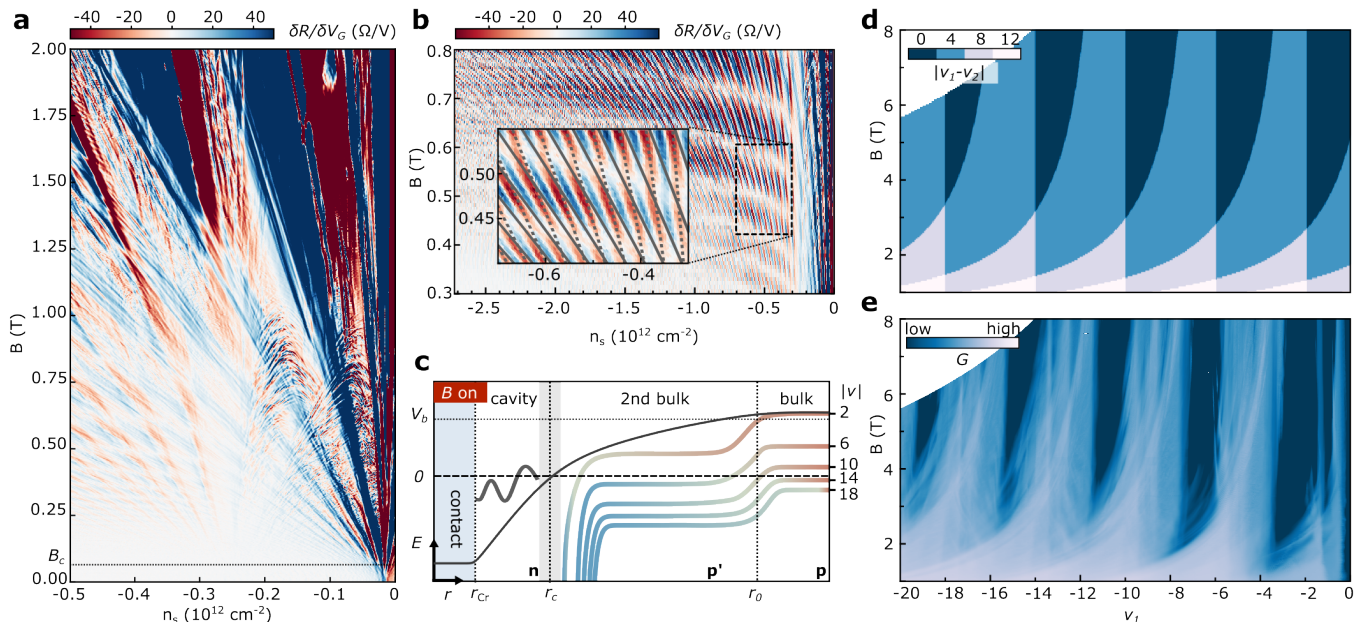 a
-40 -20 0 20 40 δR/δV_G (Ω/V)
2.00
1.75
1.50
1.25
1.00
0.75
0.50
0.25
B_c
0.00
B (T)
-0.5 -0.4 -0.3 -0.2 -0.1 0
n_s (10^12 cm^-2)
b
-40 -20 0 20 40 δR/δV_G (Ω/V)
0.8
0.7
0.6
0.5
0.4
0.3
B (T)
0.50
0.45
-0.6 -0.4
-2.5 -2.0 -1.5 -1.0 -0.5 0
n_s (10^12 cm^-2)
c
B on cavity 2nd bulk bulk |v|
V_b
0
E
contact
2
6
10
14
18
n p' p
r r_Cr r_c r_0
d
0 4 8 12
|v_1-v_2|
8
6
4
2
B (T)
e
low high
G
8
6
4
2
B (T)
-20 -18 -16 -14 -12 -10 -8 -6 -4 -2 0
v_1